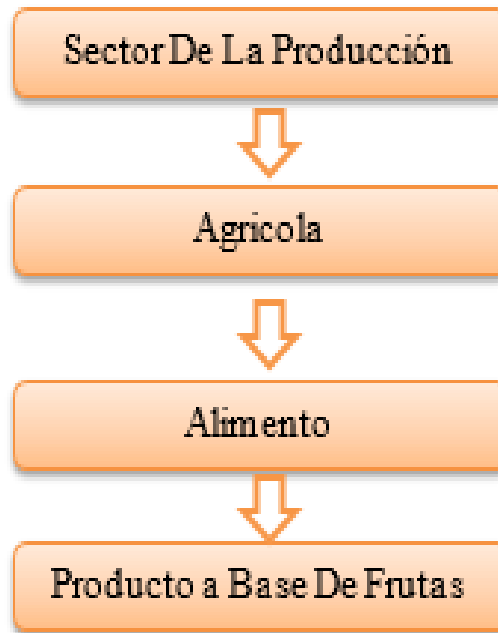 Sector De La Producción
Agricola
Alimento
Producto a Base De Frutas